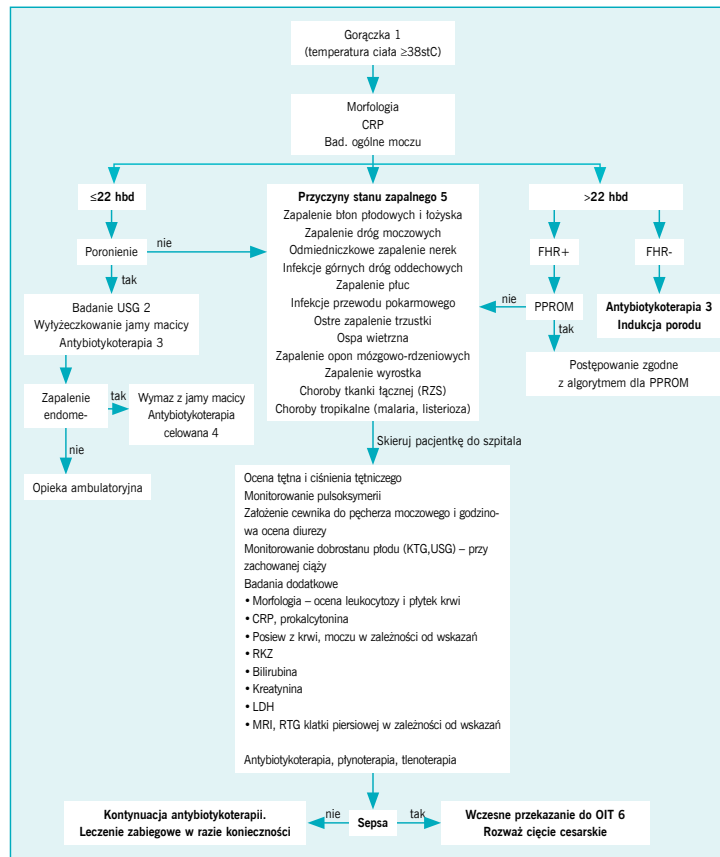 Gorączka 1
(temperatura ciała ≥38stC)
Morfologia
CRP
Bad. ogólne moczu
≤22 hbd
Poronienie
nie
tak
Badanie USG 2
Wyłyżeczkowanie jamy macicy
Antybiotykoterapia 3
Zapalenie
endome-
tak
Wymaz z jamy macicy
Antybiotykoterapia
celowana 4
nie
Opieka ambulatoryjna
Przyczyny stanu zapalnego 5
Zapalenie błon płodowych i łożyska
Zapalenie dróg moczowych
Odmiedniczkowe zapalenie nerek
Infekcje górnych dróg oddechowych
Zapalenie płuc
Infekcje przewodu pokarmowego
Ostre zapalenie trzustki
Ospa wietrzna
Zapalenie opon mózgowo-rdzeniowych
Zapalenie wyrostka
Choroby tkanki łącznej (RZS)
Choroby tropikalne (malaria, listerioza)
>22 hbd
FHR+
FHR-
nie
PPROM
Antybiotykoterapia 3
Indukcja porodu
tak
Postępowanie zgodne
z algorytmem dla PPROM
Skieruj pacjentkę do szpitala
Ocena tętna i ciśnienia tętniczego
Monitorowanie pulsoksymerii
Założenie cewnika do pęcherza moczowego i godzino-
wa ocena diurezy
Monitorowanie dobrostanu płodu (KTG,USG) – przy
zachowanej ciąży
Badania dodatkowe
• Morfologia – ocena leukocytozy i płytek krwi
• CRP, prokalcytonina
• Posiew z krwi, moczu w zależności od wskazań
• RKZ
• Bilirubina
• Kreatynina
• LDH
• MRI, RTG klatki piersiowej w zależności od wskazań
Antybiotykoterapia, płynoterapia, tlenoterapia
Kontynuacja antybiotykoterapii.
Leczenie zabiegowe w razie konieczności
nie
Sepsa
tak
Wczesne przekazanie do OIT 6
Rozważ cięcie cesarskie